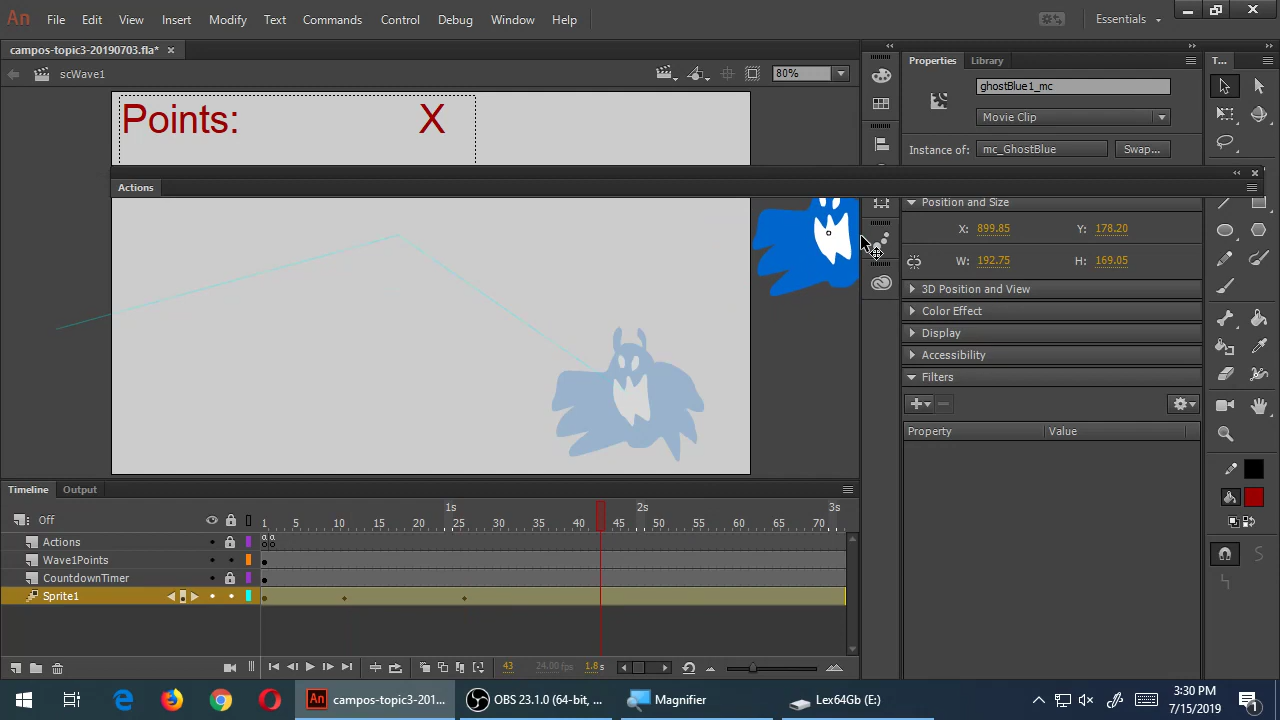 An File Edit View Insert Modify Text Commands Control Debug Window Help Essentials
campos-topic3-20190703.fla* ×
scWave1 80%
Points: X
Actions
Properties Library
ghostBlue1_mc
Movie Clip
Instance of: mc_GhostBlue Swap...
Position and Size
X: 899.85 Y: 178.20
W: 192.75 H: 169.05
3D Position and View
Color Effect
Display
Accessibility
Filters
Property Value
T...
Timeline Output
1s 2s 3s
Off 1 5 10 15 20 25 30 35 40 45 50 55 60 65 70
Actions
Wave1Points
CountdownTimer
Sprite1
43 24.00 fps 1.8 s
campos-topic3-201... OBS 23.1.0 (64-bit, ... Magnifier Lex64Gb (E:)
3:30 PM
7/15/2019
1